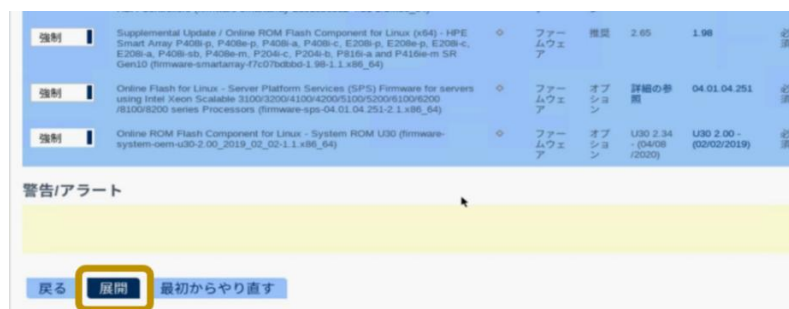 強制
Supplemental Update / Online ROM Flash Component for Linux (x64) - HPE
Smart Array P408i-p, P408e-p, P408i-a, P408i-c, E208i-p, E208e-p, E208i-c,
E208i-a, P408i-sb, P408e-m, P204i-c, P204i-b, P816i-a and P416ie-m SR
Gen10 (firmware-smartarray-f7c07bdbbd-1.98-1.1.x86_64)
ファー
ムウェ
ア
推奨
2.65
1.98
必
須
強制
Online Flash for Linux - Server Platform Services (SPS) Firmware for servers
using Intel Xeon Scalable 3100/3200/4100/4200/5100/5200/6100/6200
/8100/8200 series Processors (firmware-sps-04.01.04.251-2.1.x86_64)
ファー
ムウェ
ア
オプ
ショ
ン
詳細の参
照
04.01.04.251
必
須
強制
Online ROM Flash Component for Linux - System ROM U30 (firmware-
system-oem-u30-2.00_2019_02_02-1.1.x86_64)
ファー
ムウェ
ア
オプ
ショ
ン
U30 2.34
- (04/08
/2020)
U30 2.00 -
(02/02/2019)
必
須
警告/アラート
戻る
展開
最初からやり直す